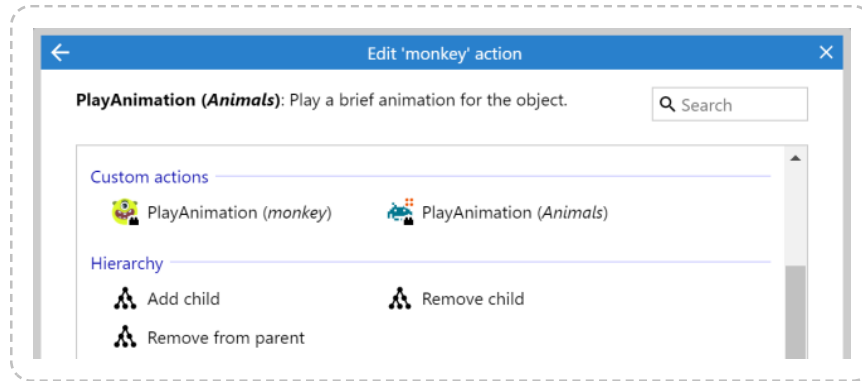 Edit 'monkey' action
PlayAnimation (Animals): Play a brief animation for the object.
Search
Custom actions
PlayAnimation (monkey)
PlayAnimation (Animals)
Hierarchy
Add child
Remove child
Remove from parent